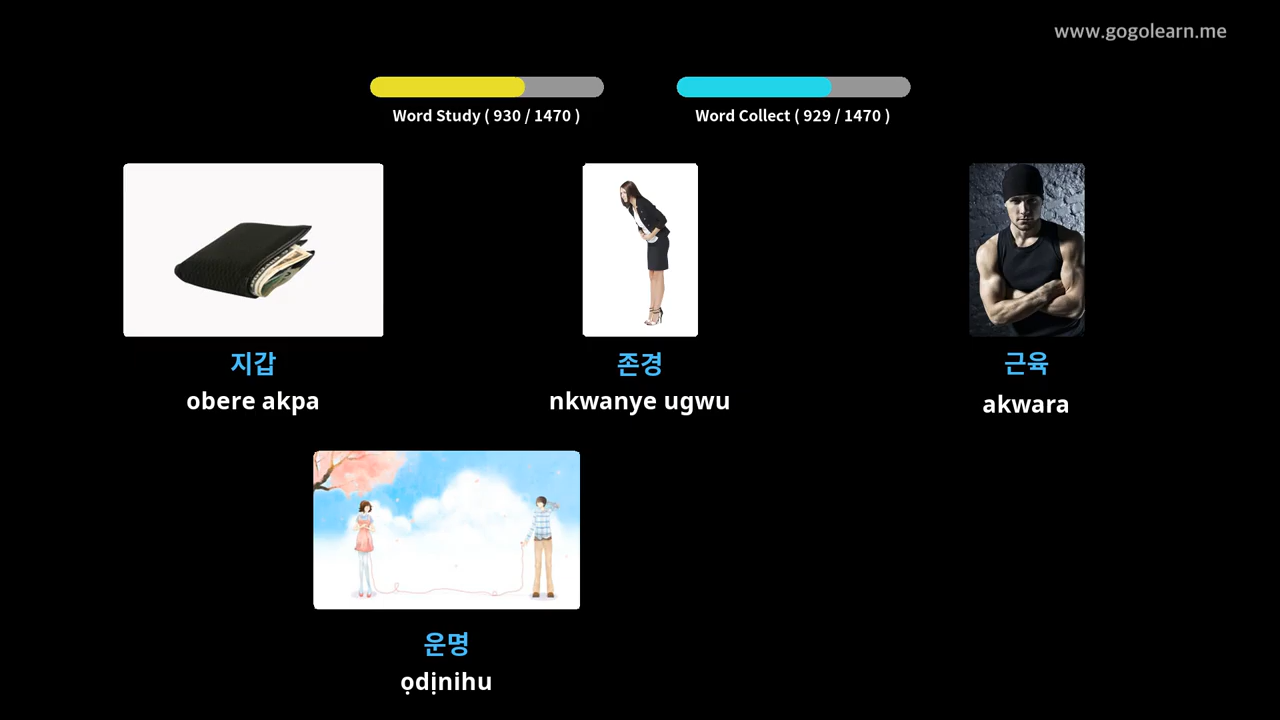 www.gogolearn.me
Word Study ( 930 / 1470 )
Word Collect ( 929 / 1470 )
지갑
obere akpa
존경
nkwanye ugwu
근육
akwara
운명
ọdịnihu